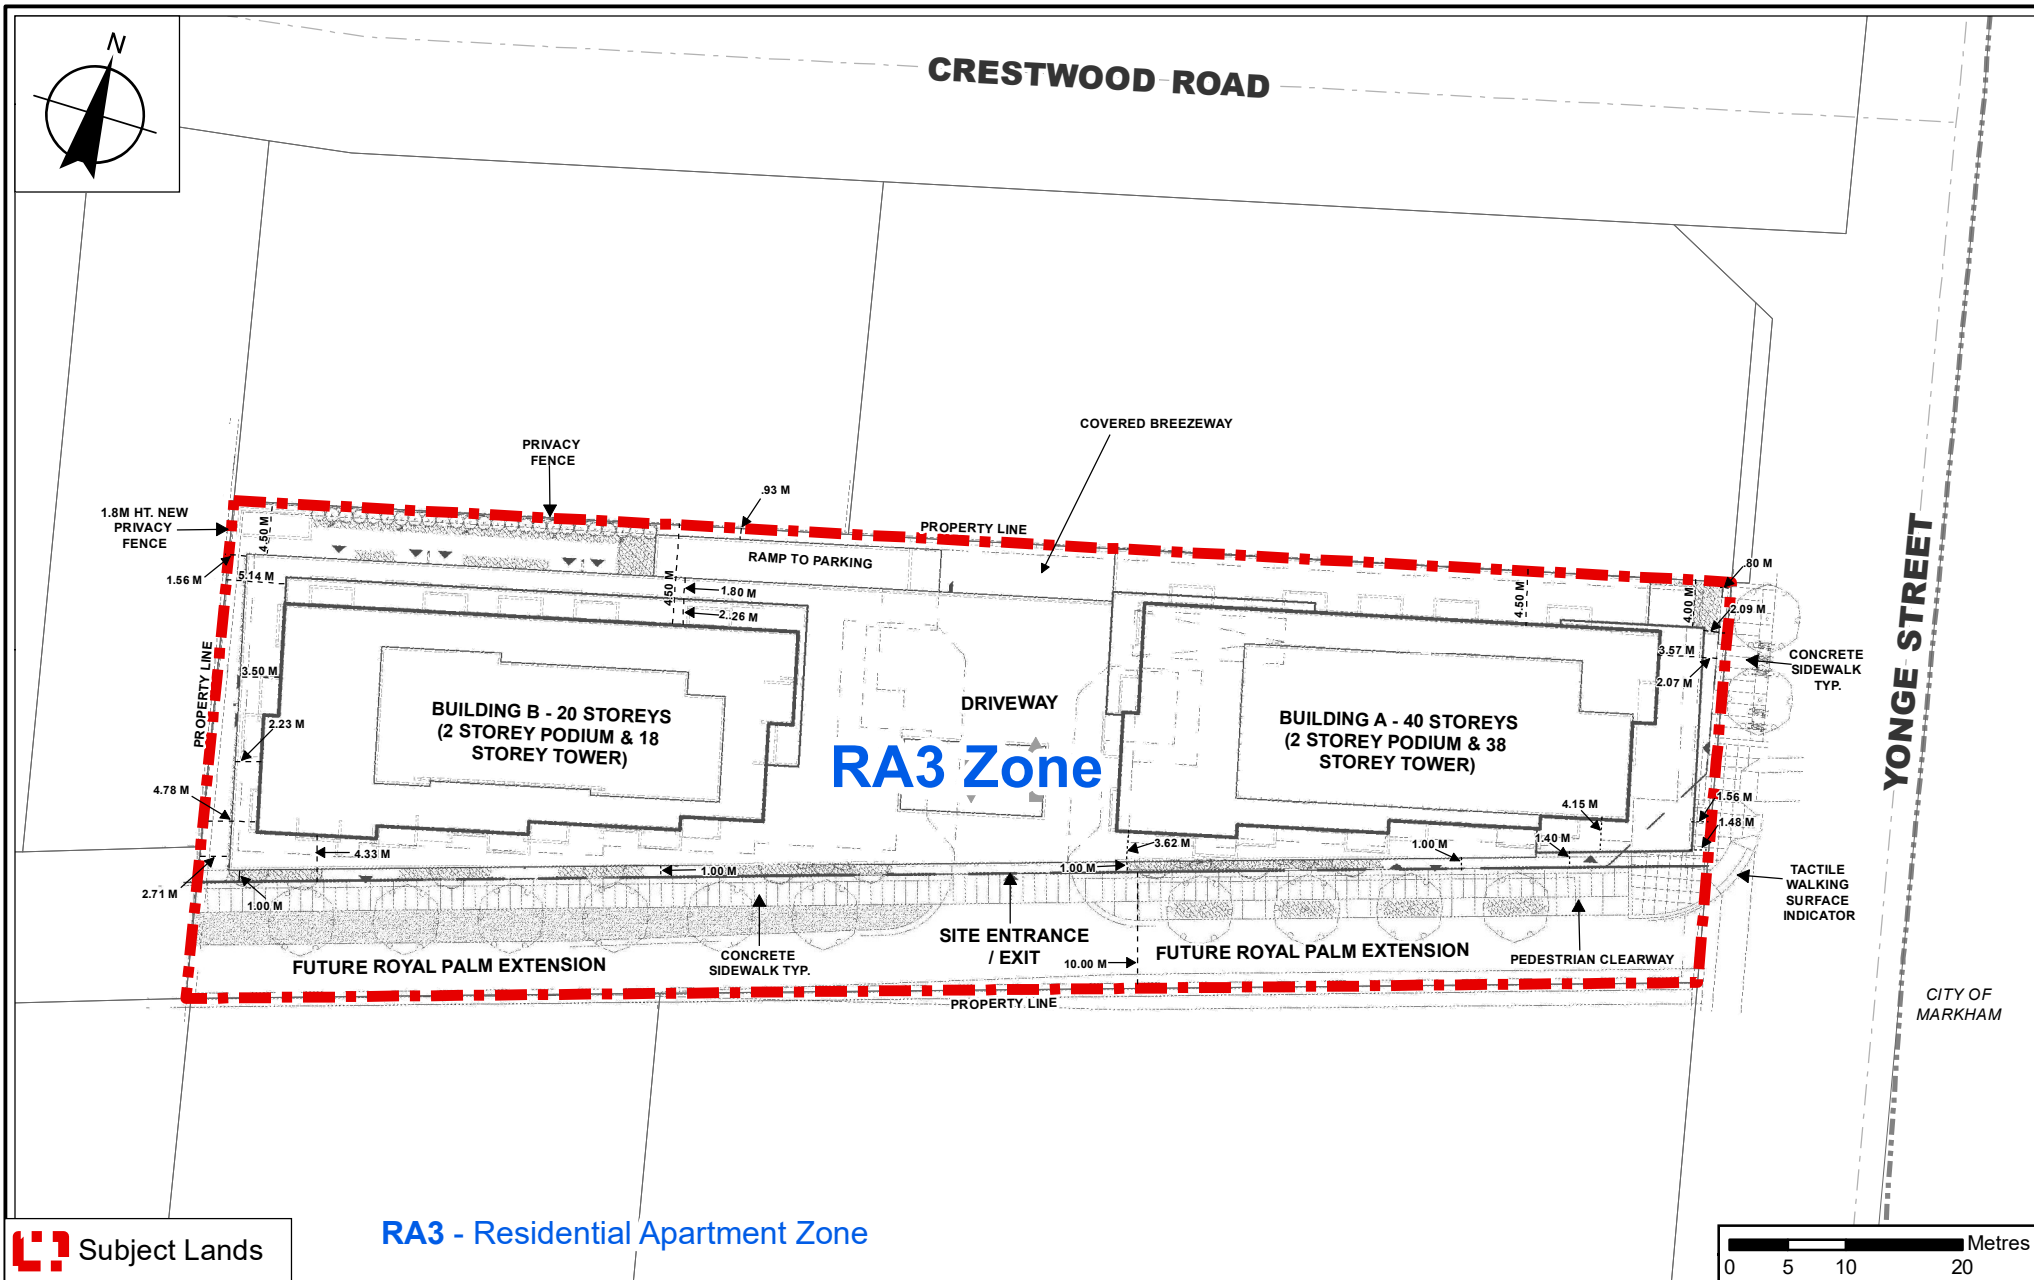 N
CRESTWOOD ROAD
YONGE STREET
COVERED BREEZEWAY
PRIVACY
FENCE
.93 M
1.8M HT. NEW
PRIVACY
FENCE
PROPERTY LINE
4.50 M
RAMP TO PARKING
.80 M
1.56 M
5.14 M
4.50 M
1.80 M
4.50 M
4.00 M
2.26 M
2.09 M
PROPERTY LINE
3.50 M
3.57 M
CONCRETE
SIDEWALK
TYP.
2.07 M
DRIVEWAY
BUILDING B - 20 STOREYS
(2 STOREY PODIUM & 18
STOREY TOWER)
BUILDING A - 40 STOREYS
(2 STOREY PODIUM & 38
STOREY TOWER)
2.23 M
RA3 Zone
4.78 M
4.15 M
1.56 M
1.48 M
4.33 M
3.62 M
1.00 M
1.40 M
1.00 M
1.00 M
2.71 M
1.00 M
TACTILE
WALKING
SURFACE
INDICATOR
SITE ENTRANCE
/ EXIT
CONCRETE
SIDEWALK TYP.
FUTURE ROYAL PALM EXTENSION
10.00 M
FUTURE ROYAL PALM EXTENSION
PEDESTRIAN CLEARWAY
PROPERTY LINE
CITY OF
MARKHAM
RA3 - Residential Apartment Zone
Subject Lands
Metres
0 5 10 20